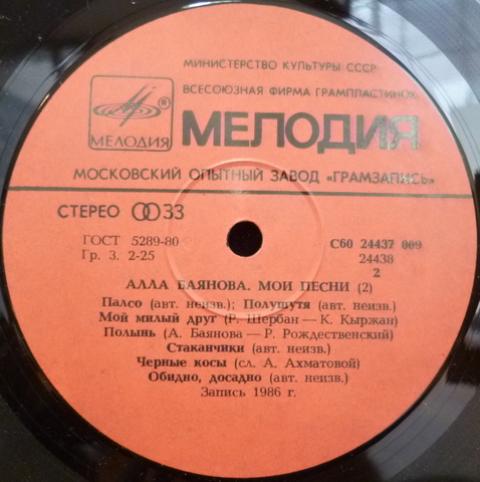 МИНИСТЕРСТВО КУЛЬТУРЫ СССР
ВСЕСОЮЗНАЯ ФИРМА ГРАМПЛАСТИНОК
МЕЛОДИЯ ® МЕЛОДИЯ
МОСКОВСКИЙ ОПЫТНЫЙ ЗАВОД «ГРАМЗАПИСЬ»
СТЕРЕО 33
ГОСТ 5289-80 С60 24437 009
Гр. 3. 2-25 24438
2
АЛЛА БАЯНОВА. МОИ ПЕСНИ (2)
Палсо (авт. неизв.); Полушутя (авт. неизв.)
Мой милый друг (Р. Щербан — К. Кыржан)
Полынь (А. Баянова — Р. Рождественский)
Стаканчики (авт. неизв.)
Черные косы (сл. А. Ахматовой)
Обидно, досадно (авт. неизв.)
Запись 1986 г.